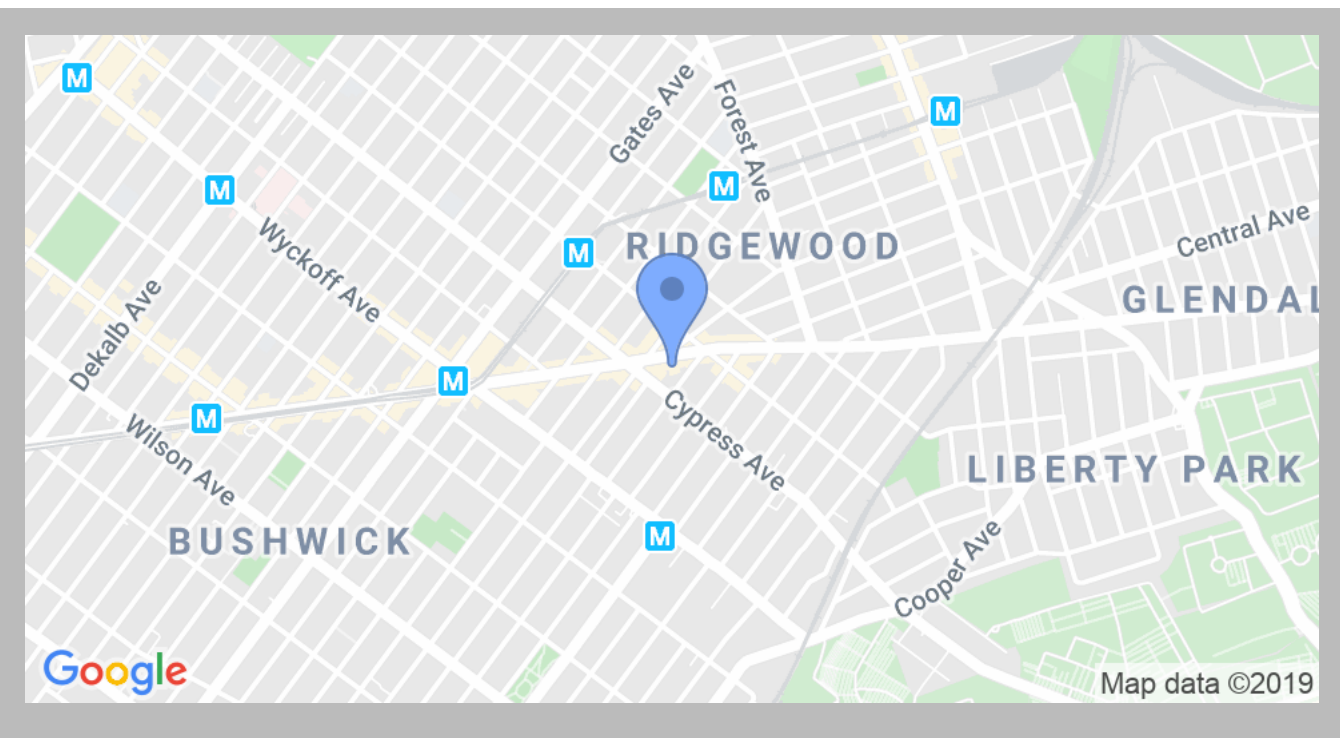 M
Gates Ave
Forest Ave
M
M
M
RIDGEWOOD
M
Wyckoff Ave
Central Ave
GLENDAL
Dekalb Ave
M
M
Cypress Ave
Wilson Ave
LIBERTY PARK
BUSHWICK
M
Cooper Ave
Google
Map data ©2019